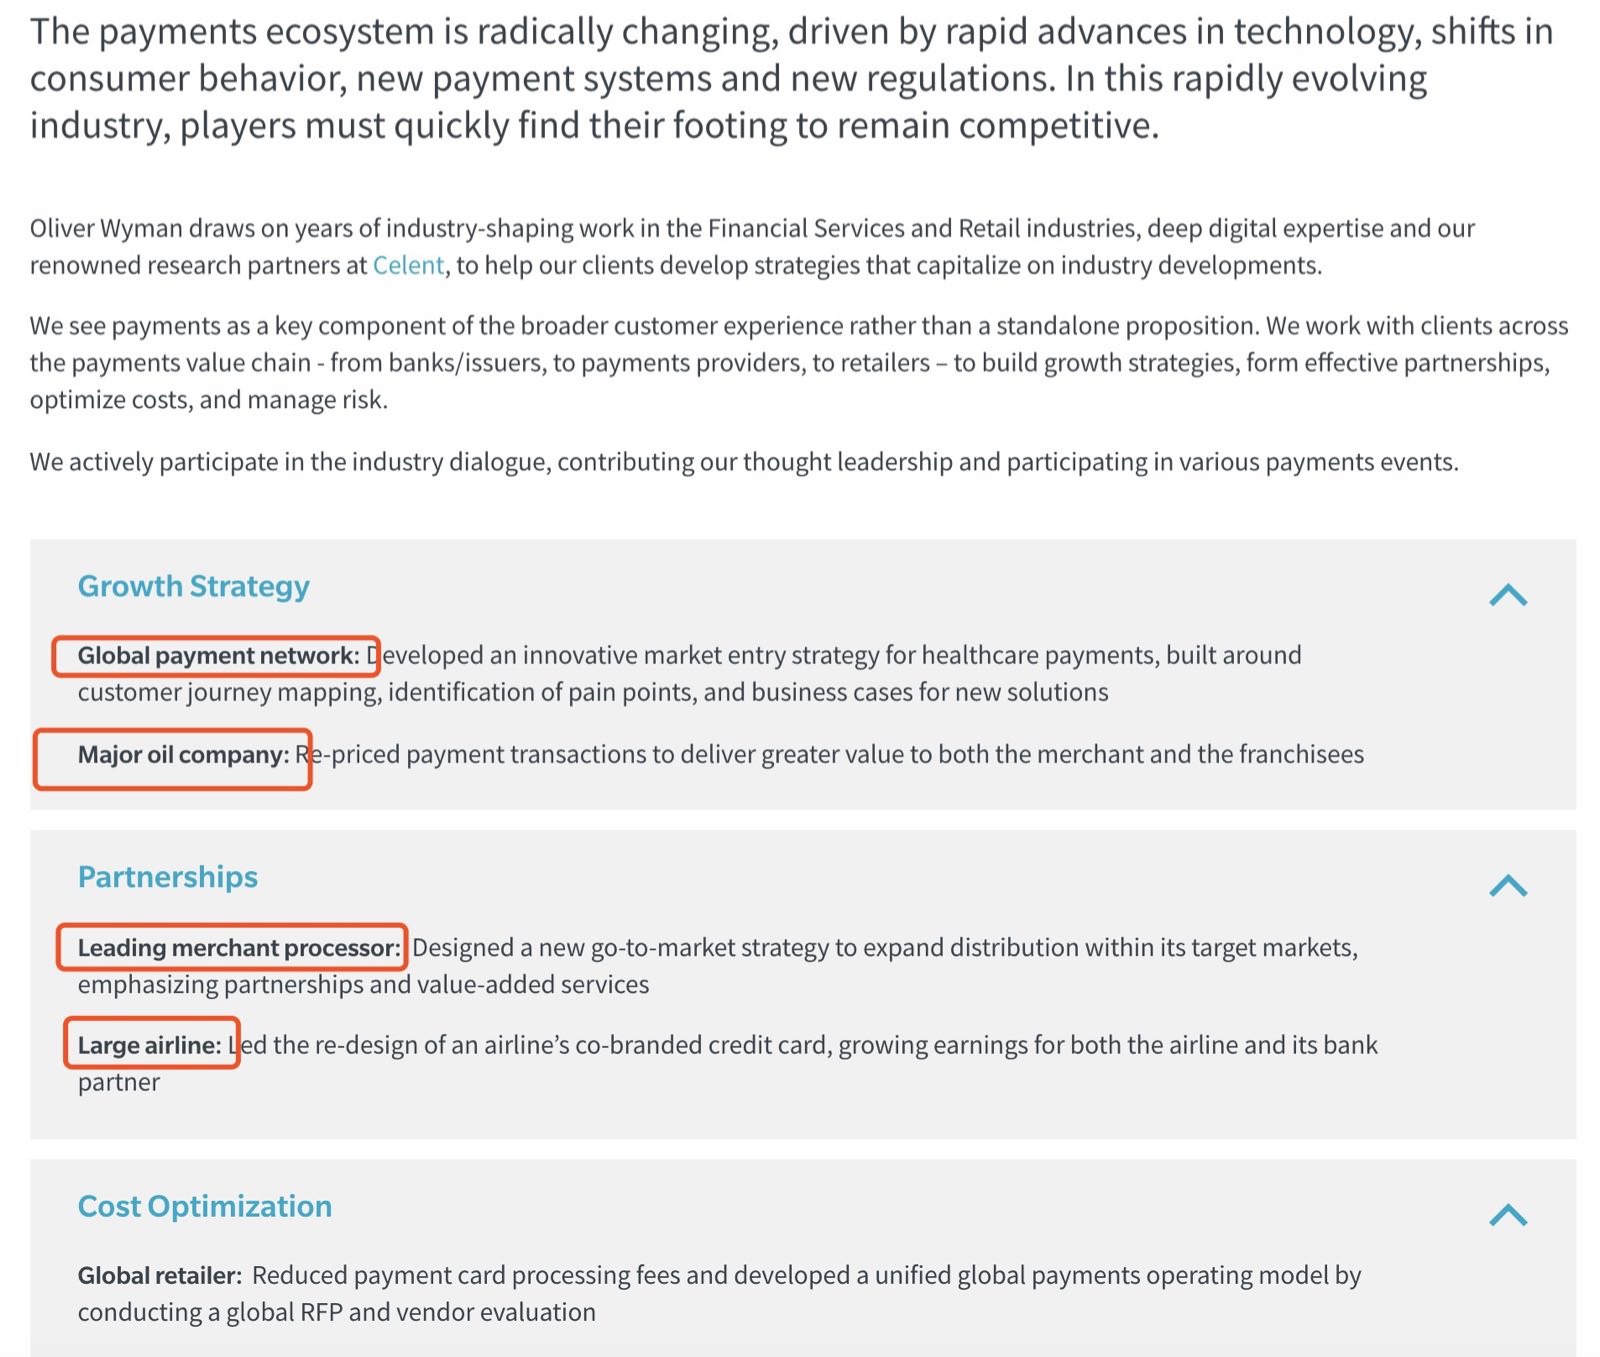 The payments ecosystem is radically changing, driven by rapid advances in technology, shifts in
consumer behavior, new payment systems and new regulations. In this rapidly evolving
industry, players must quickly find their footing to remain competitive.
Oliver Wyman draws on years of industry-shaping work in the Financial Services and Retail industries, deep digital expertise and our
renowned research partners at Celent, to help our clients develop strategies that capitalize on industry developments.
We see payments as a key component of the broader customer experience rather than a standalone proposition. We work with clients across
the payments value chain - from banks/issuers, to payments providers, to retailers – to build growth strategies, form effective partnerships,
optimize costs, and manage risk.
We actively participate in the industry dialogue, contributing our thought leadership and participating in various payments events.
Growth Strategy
Global payment network: Developed an innovative market entry strategy for healthcare payments, built around
customer journey mapping, identification of pain points, and business cases for new solutions
Major oil company: Re-priced payment transactions to deliver greater value to both the merchant and the franchisees
Partnerships
Leading merchant processor: Designed a new go-to-market strategy to expand distribution within its target markets,
emphasizing partnerships and value-added services
Large airline: Led the re-design of an airline’s co-branded credit card, growing earnings for both the airline and its bank
partner
Cost Optimization
Global retailer: Reduced payment card processing fees and developed a unified global payments operating model by
conducting a global RFP and vendor evaluation